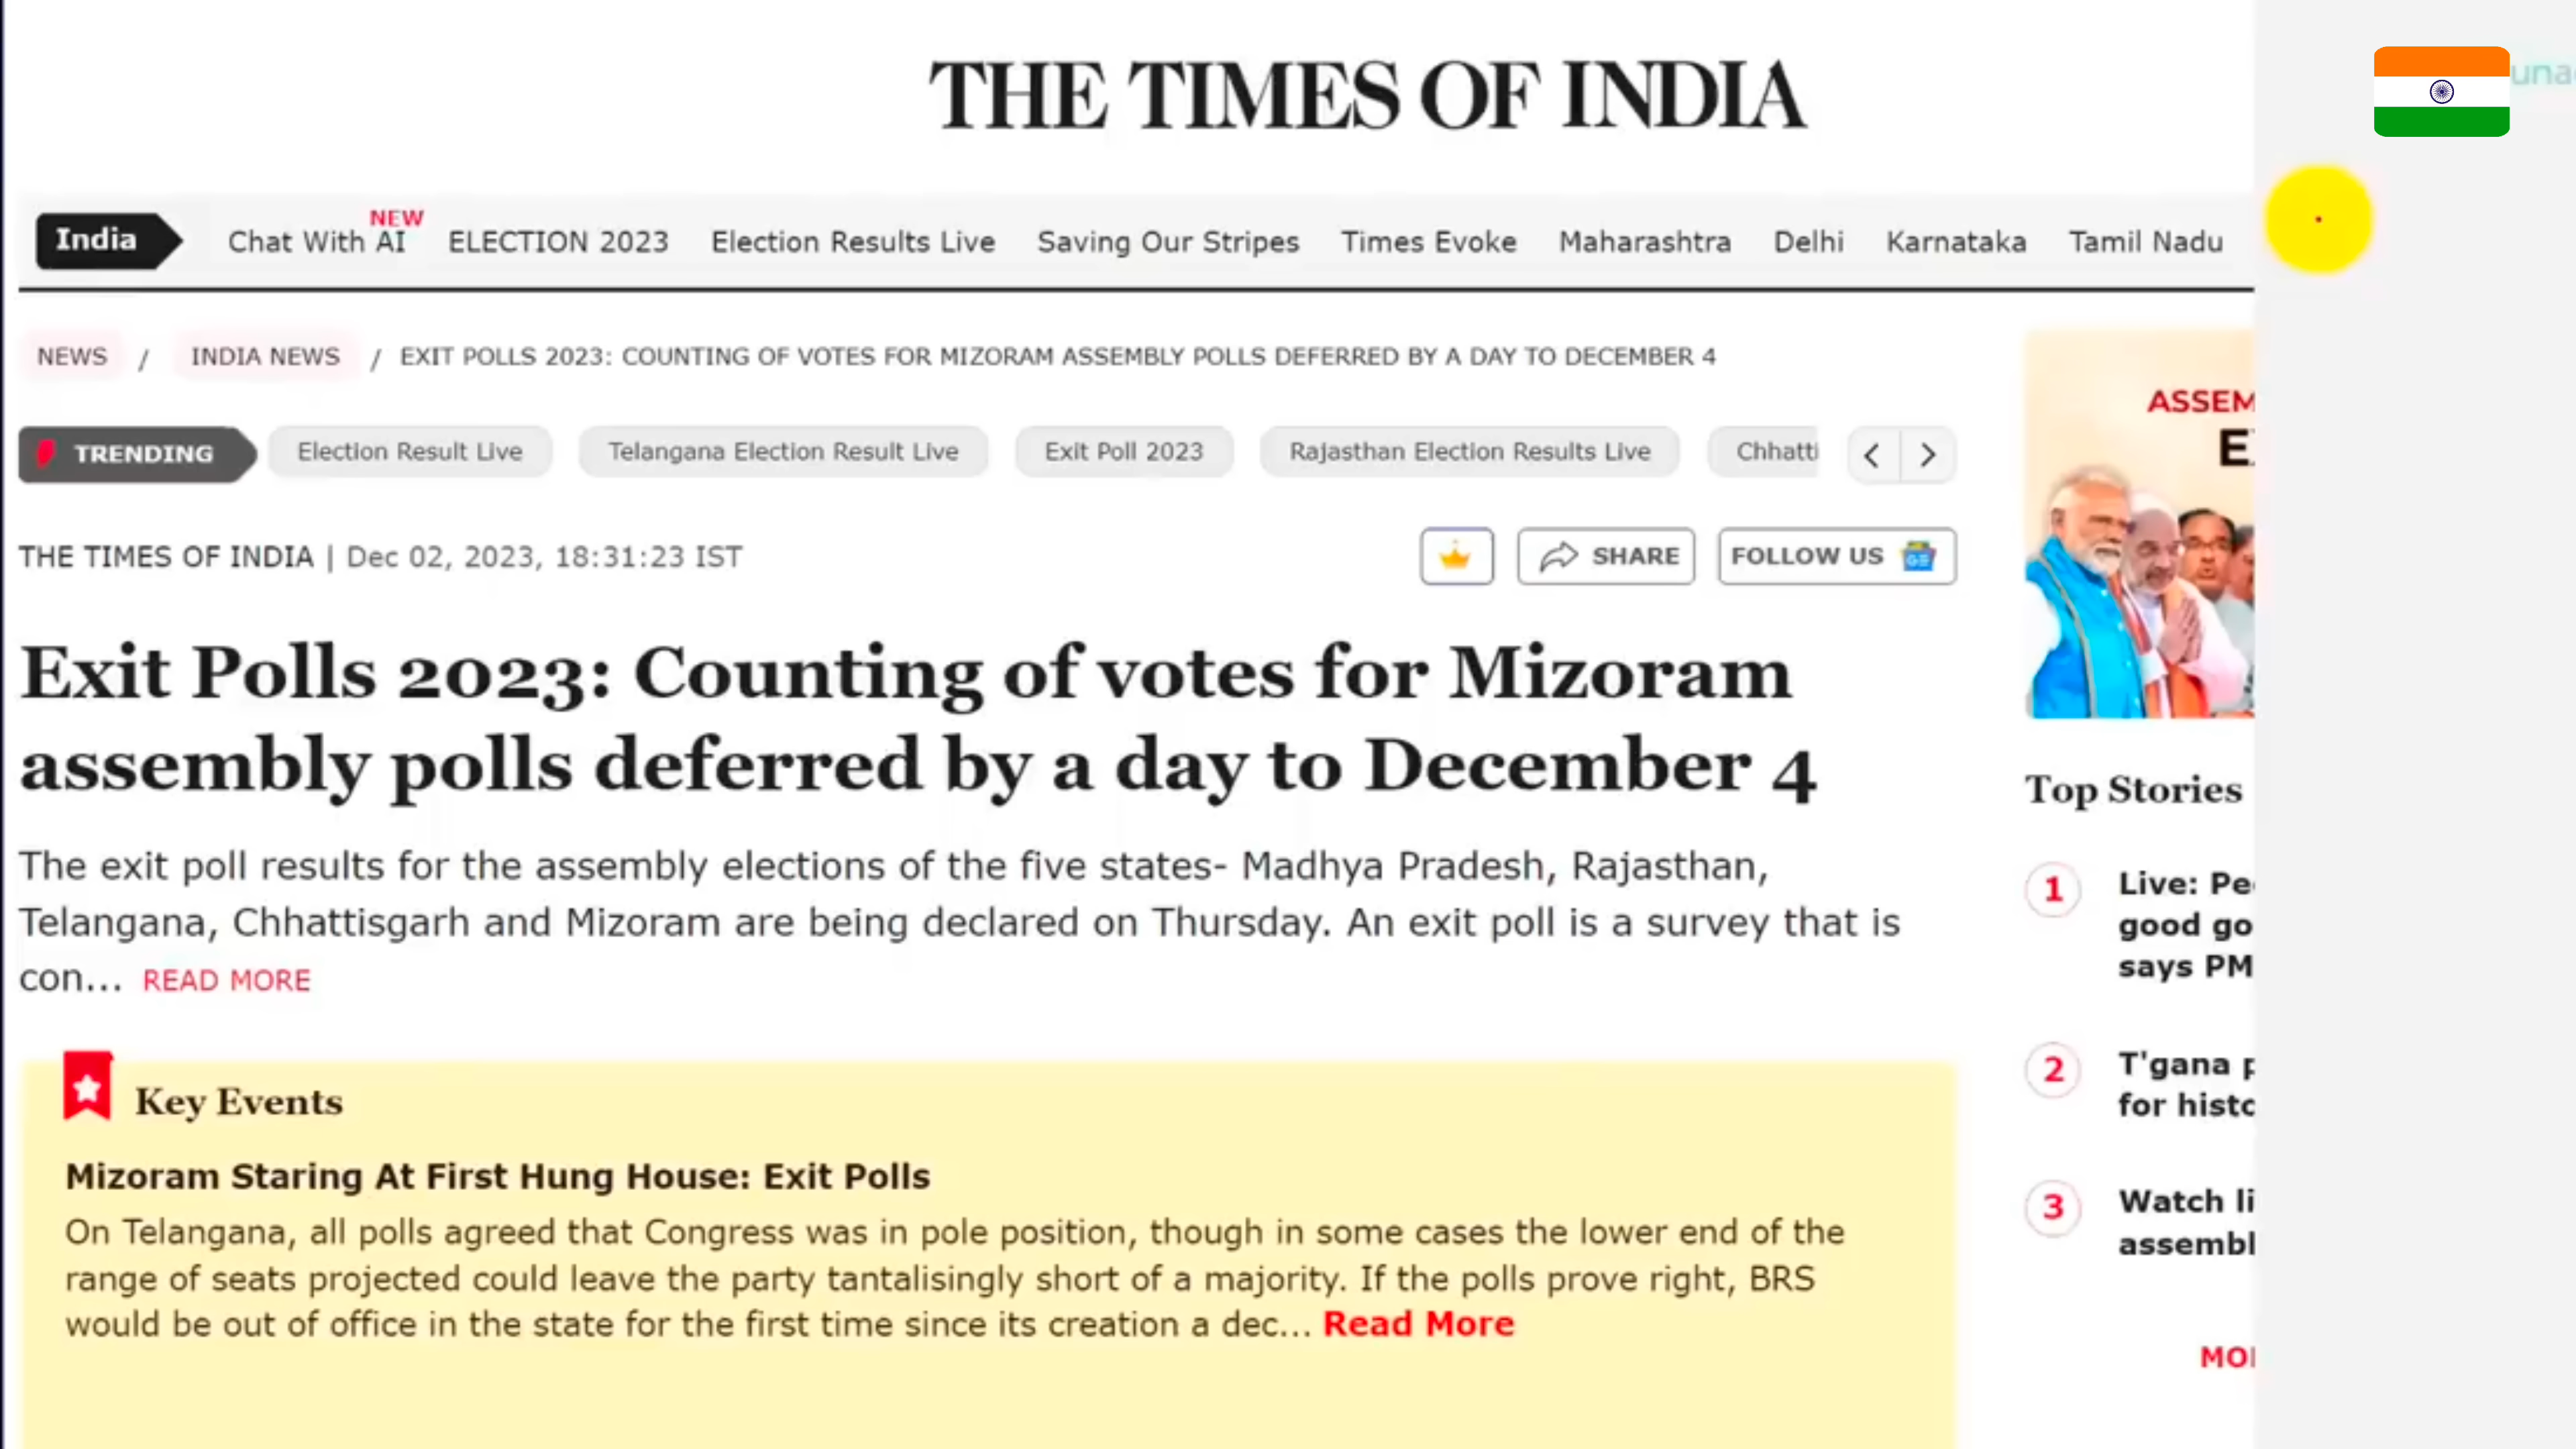 THE TIMES OF INDIA
India
Chat With AI
NEW
ELECTION 2023
Election Results Live
Saving Our Stripes
Times Evoke
Maharashtra
Delhi
Karnataka
Tamil Nadu
NEWS / INDIA NEWS / EXIT POLLS 2023: COUNTING OF VOTES FOR MIZORAM ASSEMBLY POLLS DEFERRED BY A DAY TO DECEMBER 4
TRENDING
Election Result Live
Telangana Election Result Live
Exit Poll 2023
Rajasthan Election Results Live
THE TIMES OF INDIA | Dec 02, 2023, 18:31:23 IST
SHARE
FOLLOW US
Exit Polls 2023: Counting of votes for Mizoram
assembly polls deferred by a day to December 4
The exit poll results for the assembly elections of the five states- Madhya Pradesh, Rajasthan,
Telangana, Chhattisgarh and Mizoram are being declared on Thursday. An exit poll is a survey that is
con... READ MORE
Key Events
Mizoram Staring At First Hung House: Exit Polls
On Telangana, all polls agreed that Congress was in pole position, though in some cases the lower end of the
range of seats projected could leave the party tantalisingly short of a majority. If the polls prove right, BRS
would be out of office in the state for the first time since its creation a dec... Read More
Top Stories
1
Live:
good
says PM
2
T'gana
for
3
Watch